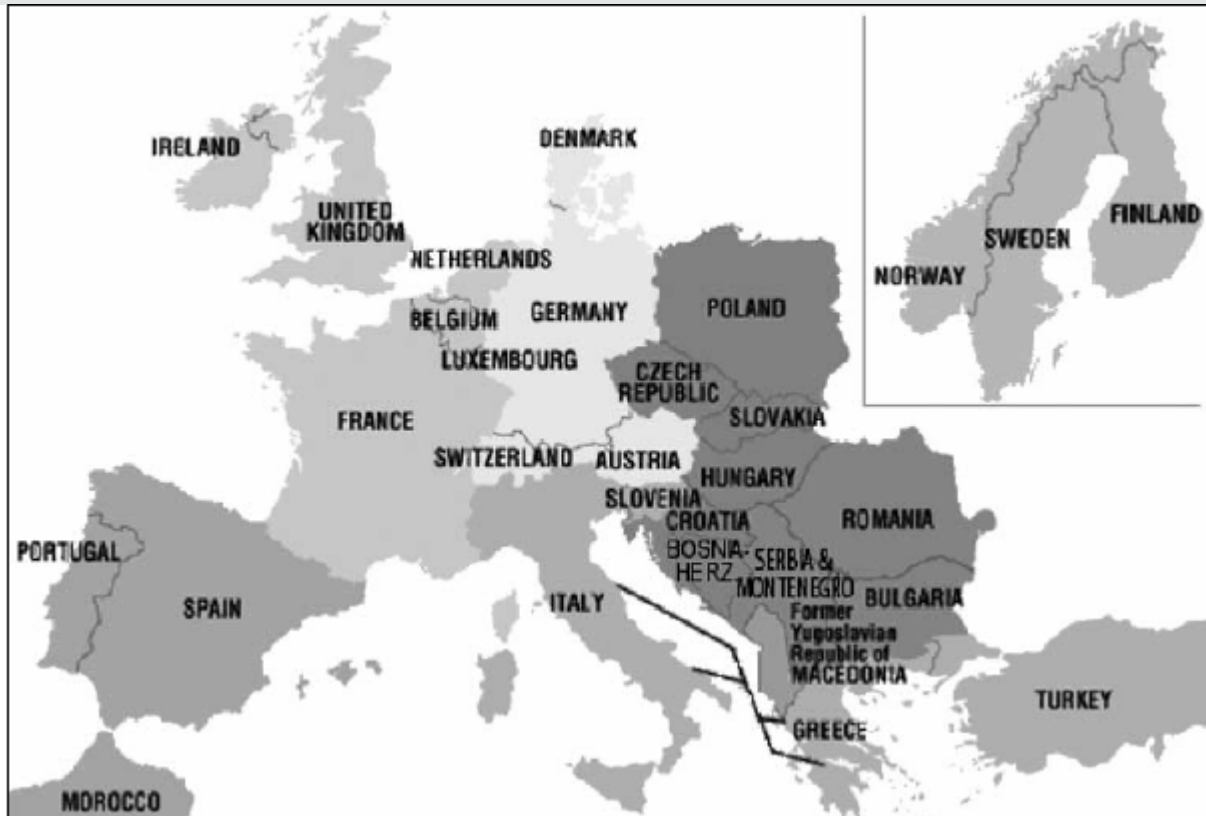 IRELAND
UNITED
KINGDOM
DENMARK
NETHERLANDS
BELGIUM
LUXEMBOURG
GERMANY
POLAND
CZECH
REPUBLIC
SLOVAKIA
FRANCE
SWITZERLAND
AUSTRIA
HUNGARY
SLOVENIA
CROATIA
BOSNIA-
HERZ
SERBIA &
MONTENEGRO
ROMANIA
BULGARIA
Former
Yugoslavian
Republic of
MACEDONIA
PORTUGAL
SPAIN
ITALY
GREECE
TURKEY
MOROCCO
NORWAY
SWEDEN
FINLAND